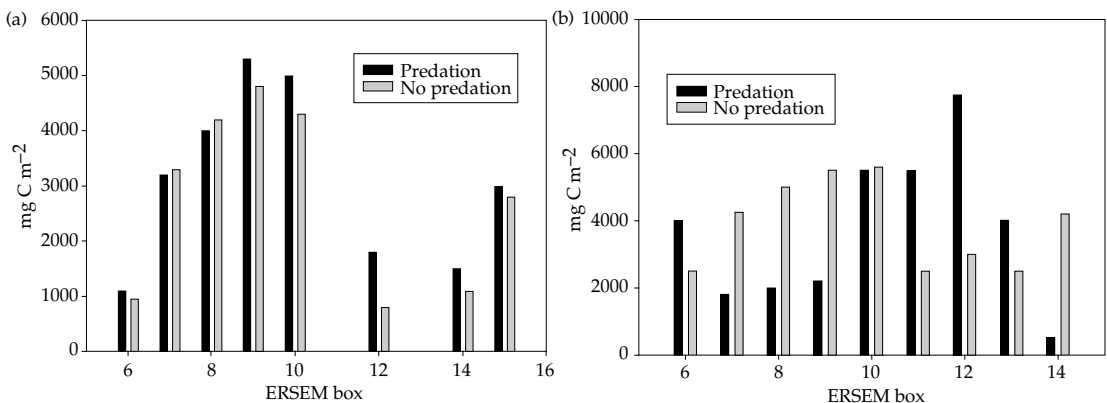 (a)
6000
5000
4000
3000
2000
1000
0
mg C m−2
Predation
No predation
6 8 10 12 14 16
ERSEM box
(b)
10000
8000
6000
4000
2000
0
mg C m−2
Predation
No predation
6 8 10 12 14
ERSEM box